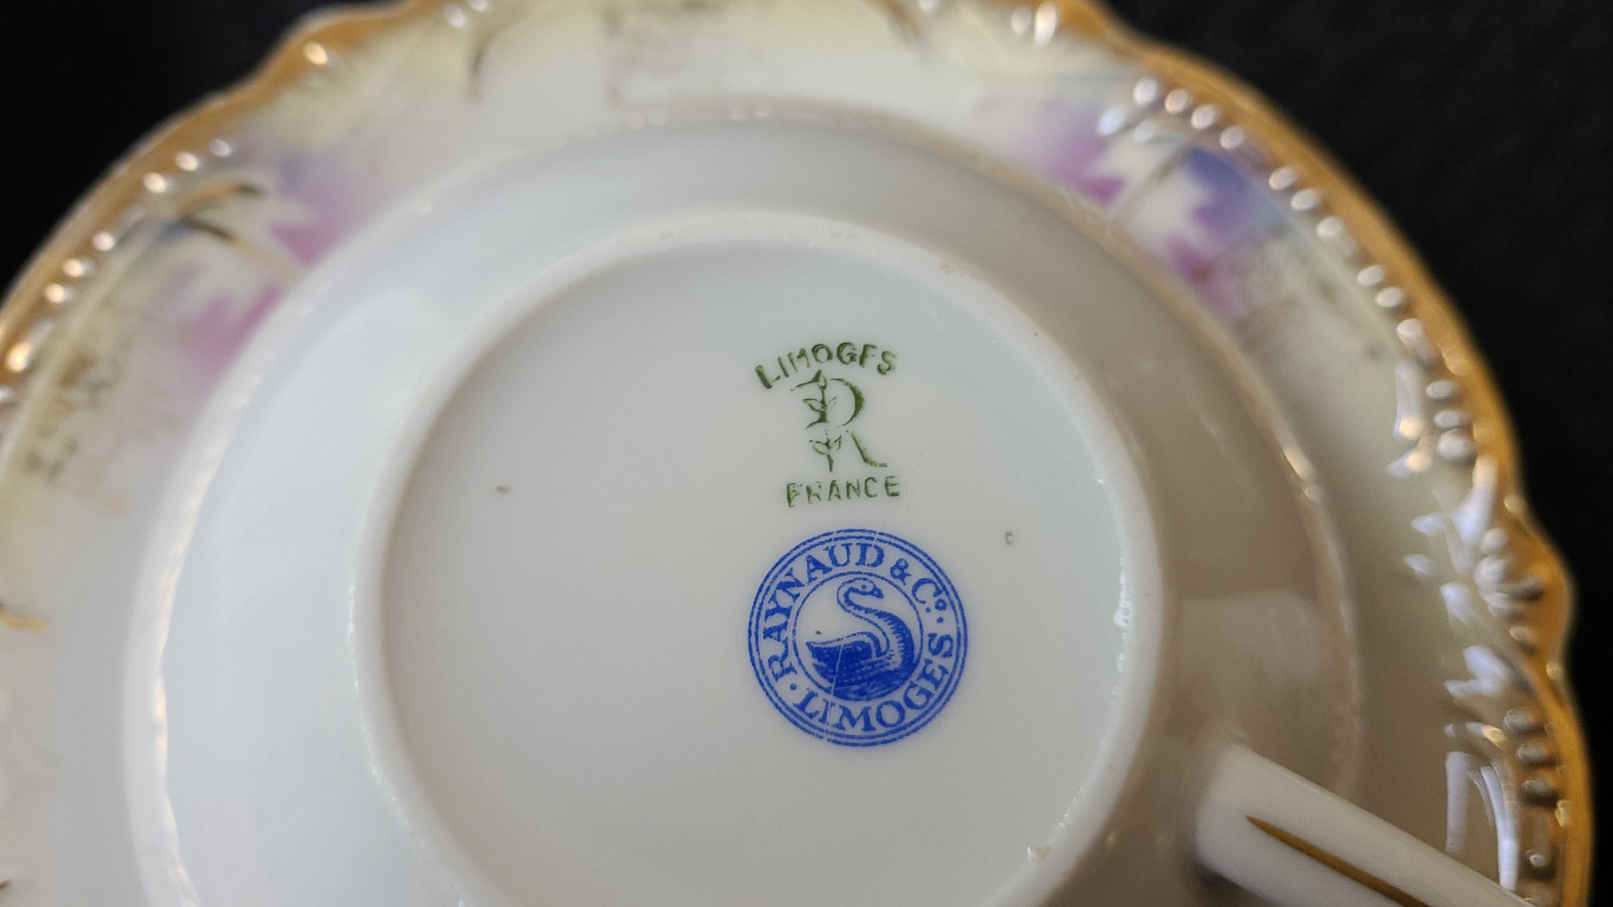 LIMOGES
D
L
FRANCE
RAYNAUD & Co.
LIMOGES